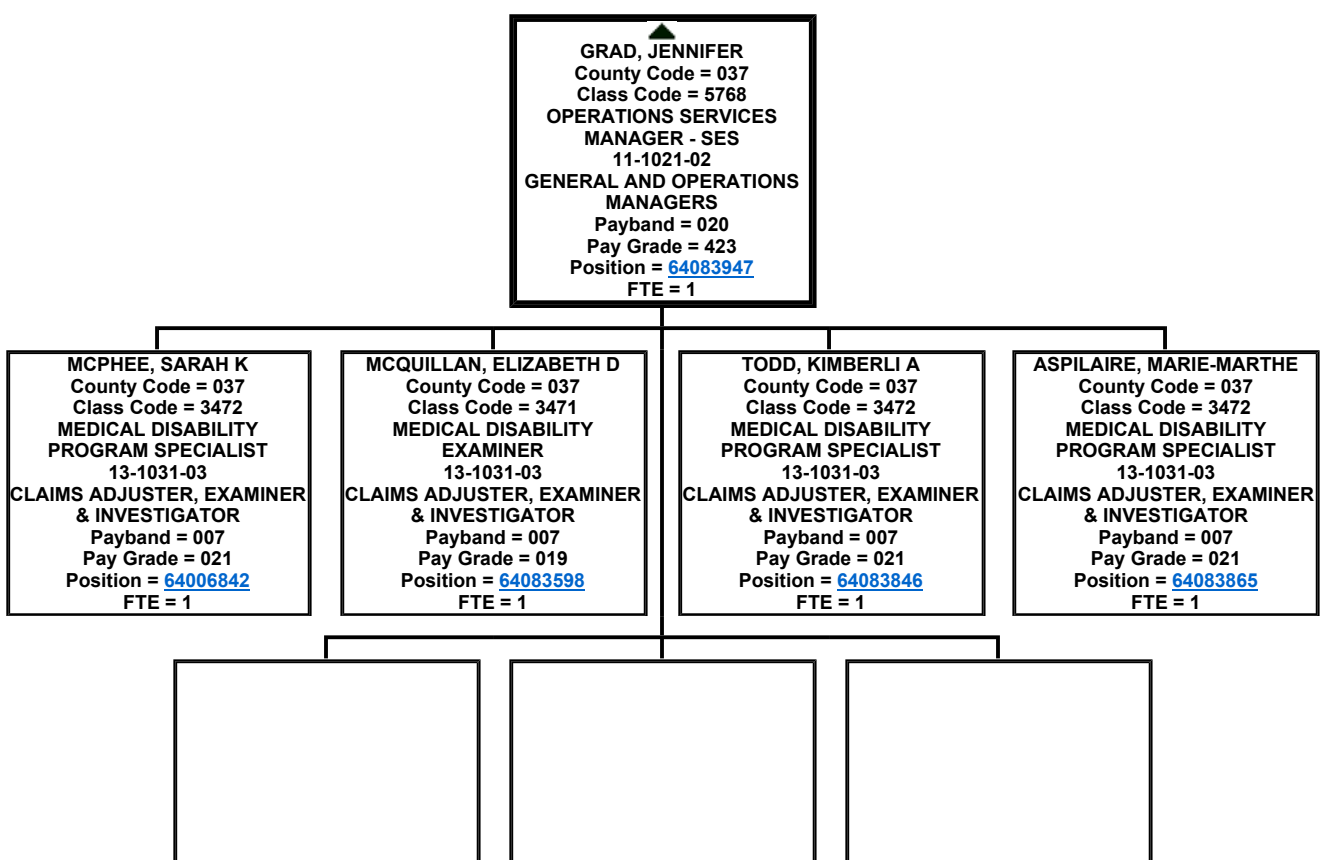 GRAD, JENNIFER
County Code = 037
Class Code = 5768
OPERATIONS SERVICES
MANAGER - SES
11-1021-02
GENERAL AND OPERATIONS
MANAGERS
Payband = 020
Pay Grade = 423
Position = 64083947
FTE = 1
MCPHEE, SARAH K
County Code = 037
Class Code = 3472
MEDICAL DISABILITY
PROGRAM SPECIALIST
13-1031-03
CLAIMS ADJUSTER, EXAMINER
& INVESTIGATOR
Payband = 007
Pay Grade = 021
Position = 64006842
FTE = 1
MCQUILLAN, ELIZABETH D
County Code = 037
Class Code = 3471
MEDICAL DISABILITY
EXAMINER
13-1031-03
CLAIMS ADJUSTER, EXAMINER
& INVESTIGATOR
Payband = 007
Pay Grade = 019
Position = 64083598
FTE = 1
TODD, KIMBERLI A
County Code = 037
Class Code = 3472
MEDICAL DISABILITY
PROGRAM SPECIALIST
13-1031-03
CLAIMS ADJUSTER, EXAMINER
& INVESTIGATOR
Payband = 007
Pay Grade = 021
Position = 64083846
FTE = 1
ASPILAIRE, MARIE-MARTHE
County Code = 037
Class Code = 3472
MEDICAL DISABILITY
PROGRAM SPECIALIST
13-1031-03
CLAIMS ADJUSTER, EXAMINER
& INVESTIGATOR
Payband = 007
Pay Grade = 021
Position = 64083865
FTE = 1